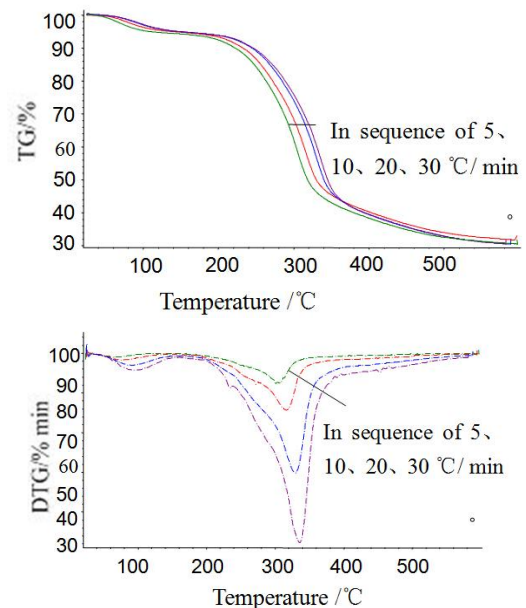 100
90
80
70
60
50
40
30
TG/%
In sequence of 5、
10、20、30 ℃/ min
100 200 300 400 500
Temperature /℃
100
90
80
70
60
50
40
30
DTG/% min
In sequence of 5、
10、20、30 ℃/ min
100 200 300 400 500
Temperature /℃